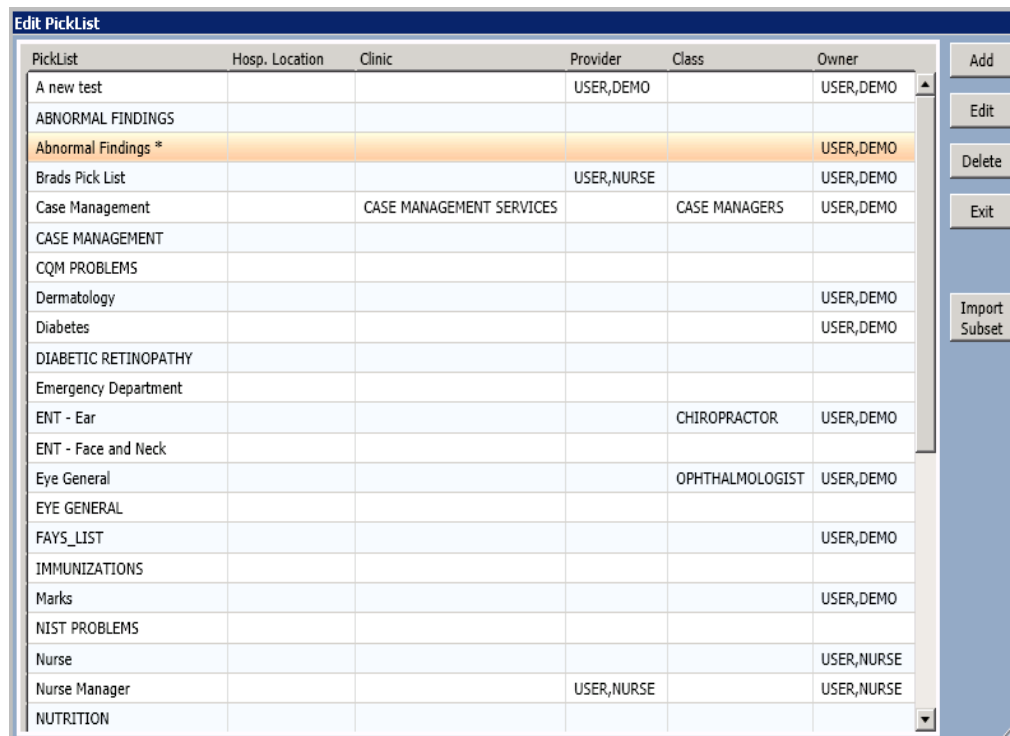 Edit PickList
PickList Hosp. Location Clinic Provider Class Owner
A new test USER,DEMO USER,DEMO
ABNORMAL FINDINGS
Abnormal Findings * USER,DEMO
Brads Pick List USER,NURSE USER,DEMO
Case Management CASE MANAGEMENT SERVICES CASE MANAGERS USER,DEMO
CASE MANAGEMENT
CQM PROBLEMS
Dermatology USER,DEMO
Diabetes USER,DEMO
DIABETIC RETINOPATHY
Emergency Department
ENT - Ear CHIROPRACTOR USER,DEMO
ENT - Face and Neck
Eye General OPHTHALMOLOGIST USER,DEMO
EYE GENERAL
FAYS_LIST USER,DEMO
IMMUNIZATIONS
Marks USER,DEMO
NIST PROBLEMS
Nurse USER,NURSE
Nurse Manager USER,NURSE USER,NURSE
NUTRITION
Add
Edit
Delete
Exit
Import
Subset